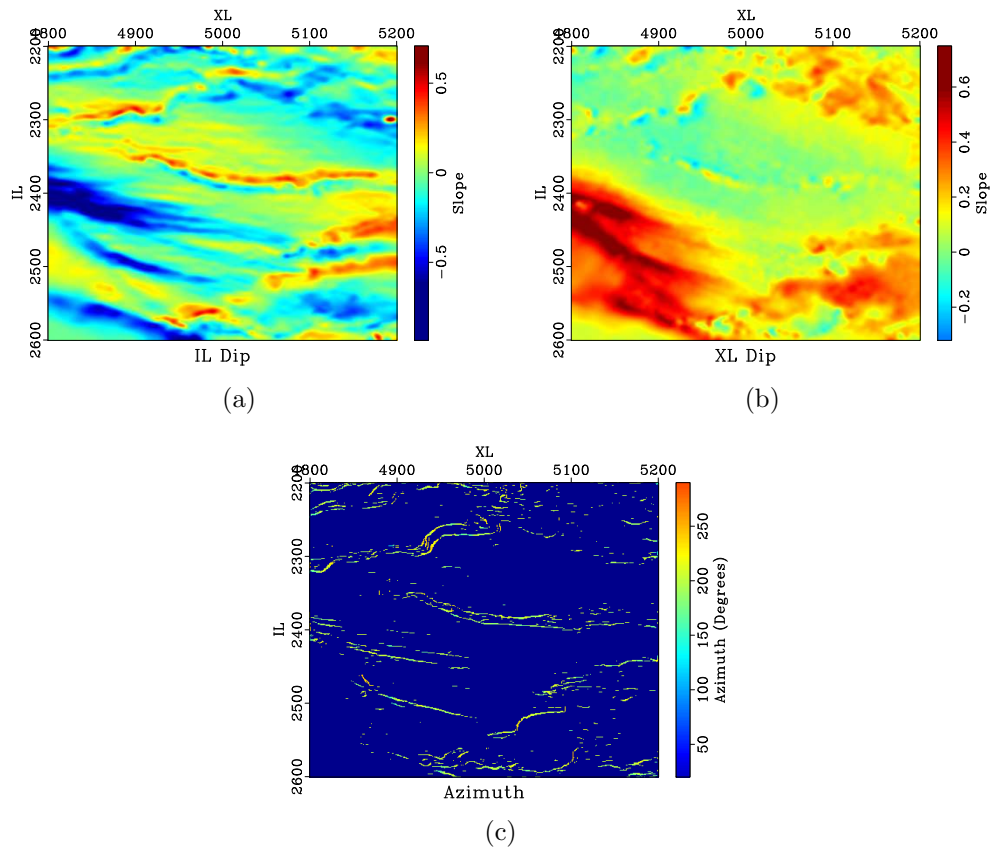 XL
4800 4900 5000 5100 5200
2200
2300
2400
2500
2600
IL
0.5
0
−0.5
Slope
IL Dip
(a)
XL
4800 4900 5000 5100 5200
2200
2300
2400
2500
2600
IL
0.6
0.4
0.2
0
−0.2
Slope
XL Dip
(b)
XL
4800 4900 5000 5100 5200
2200
2300
2400
2500
2600
IL
250
200
150
100
50
Azimuth (Degrees)
Azimuth
(c)